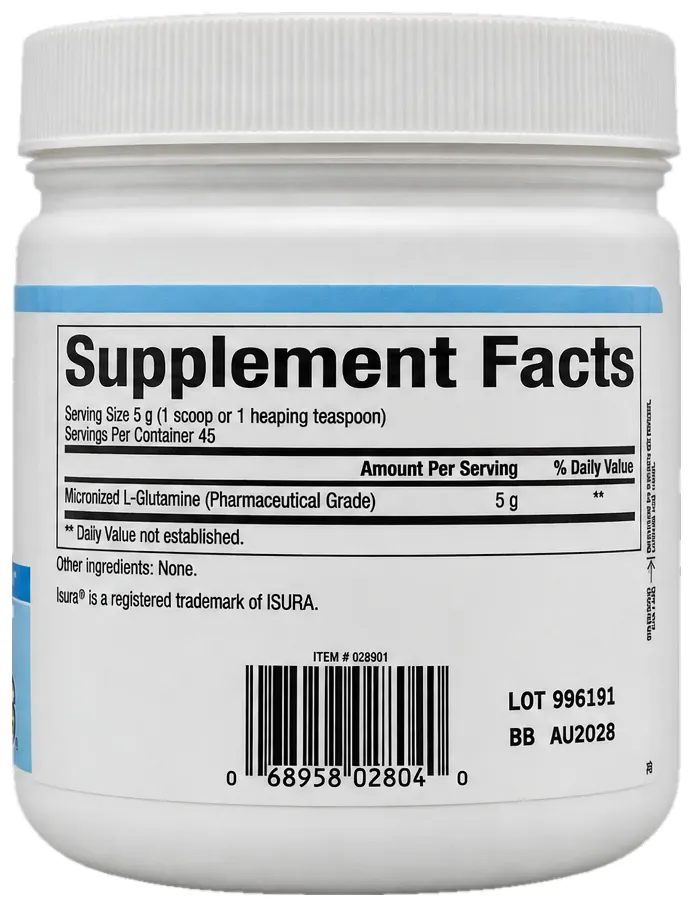 Supplement Facts
Serving Size 5 g (1 scoop or 1 heaping teaspoon)
Servings Per Container 45
Amount Per Serving % Daily Value
Micronized L-Glutamine (Pharmaceutical Grade) 5 g **
** Daily Value not established.
Other ingredients: None.
Isura® is a registered trademark of ISURA.
ITEM # 028901
LOT 996191
BB AU2028
0 68958 02804 0